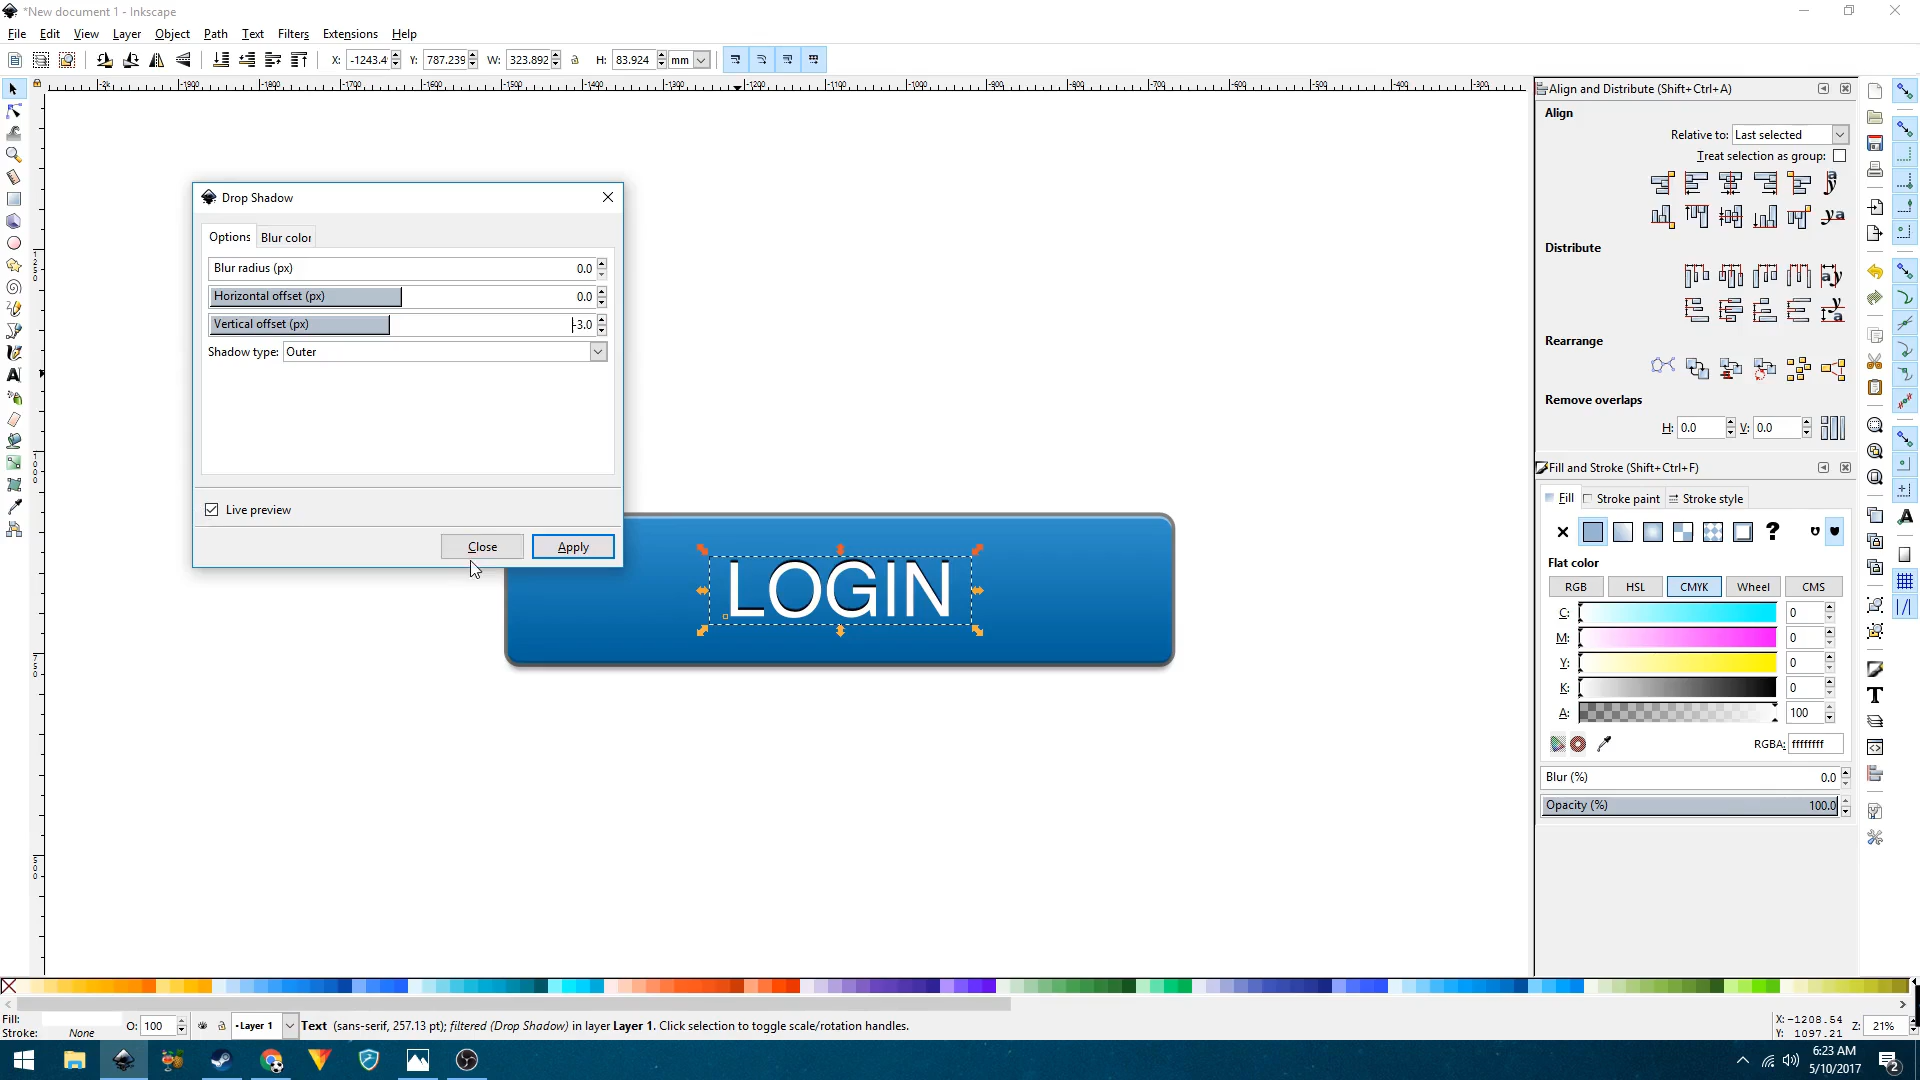 *New document 1 - Inkscape
File Edit View Layer Object Path Text Filters Extensions Help
X: -1243.4 Y: 787.239 W: 323.892 H: 83.924 mm
Align and Distribute (Shift+Ctrl+A)
Align
Relative to: Last selected
Treat selection as group:
Distribute
Rearrange
Remove overlaps
H: 0.0 V: 0.0
Drop Shadow
Options Blur color
Blur radius (px) 0.0
Horizontal offset (px) 0.0
Vertical offset (px) -3.0
Shadow type: Outer
Live preview
Close Apply
LOGIN
Fill and Stroke (Shift+Ctrl+F)
Fill Stroke paint Stroke style
Flat color
RGB HSL CMYK Wheel CMS
C: 0
M: 0
Y: 0
K: 0
A: 100
RGBA: ffffffff
Blur (%) 0.0
Opacity (%) 100.0
Fill:
Stroke: None
O: 100
Layer 1
Text (sans-serif, 257.13 pt); filtered (Drop Shadow) in layer Layer 1. Click selection to toggle scale/rotation handles.
X: -1208.54
Y: 1097.21
Z: 21%
6:23 AM
5/10/2017
2